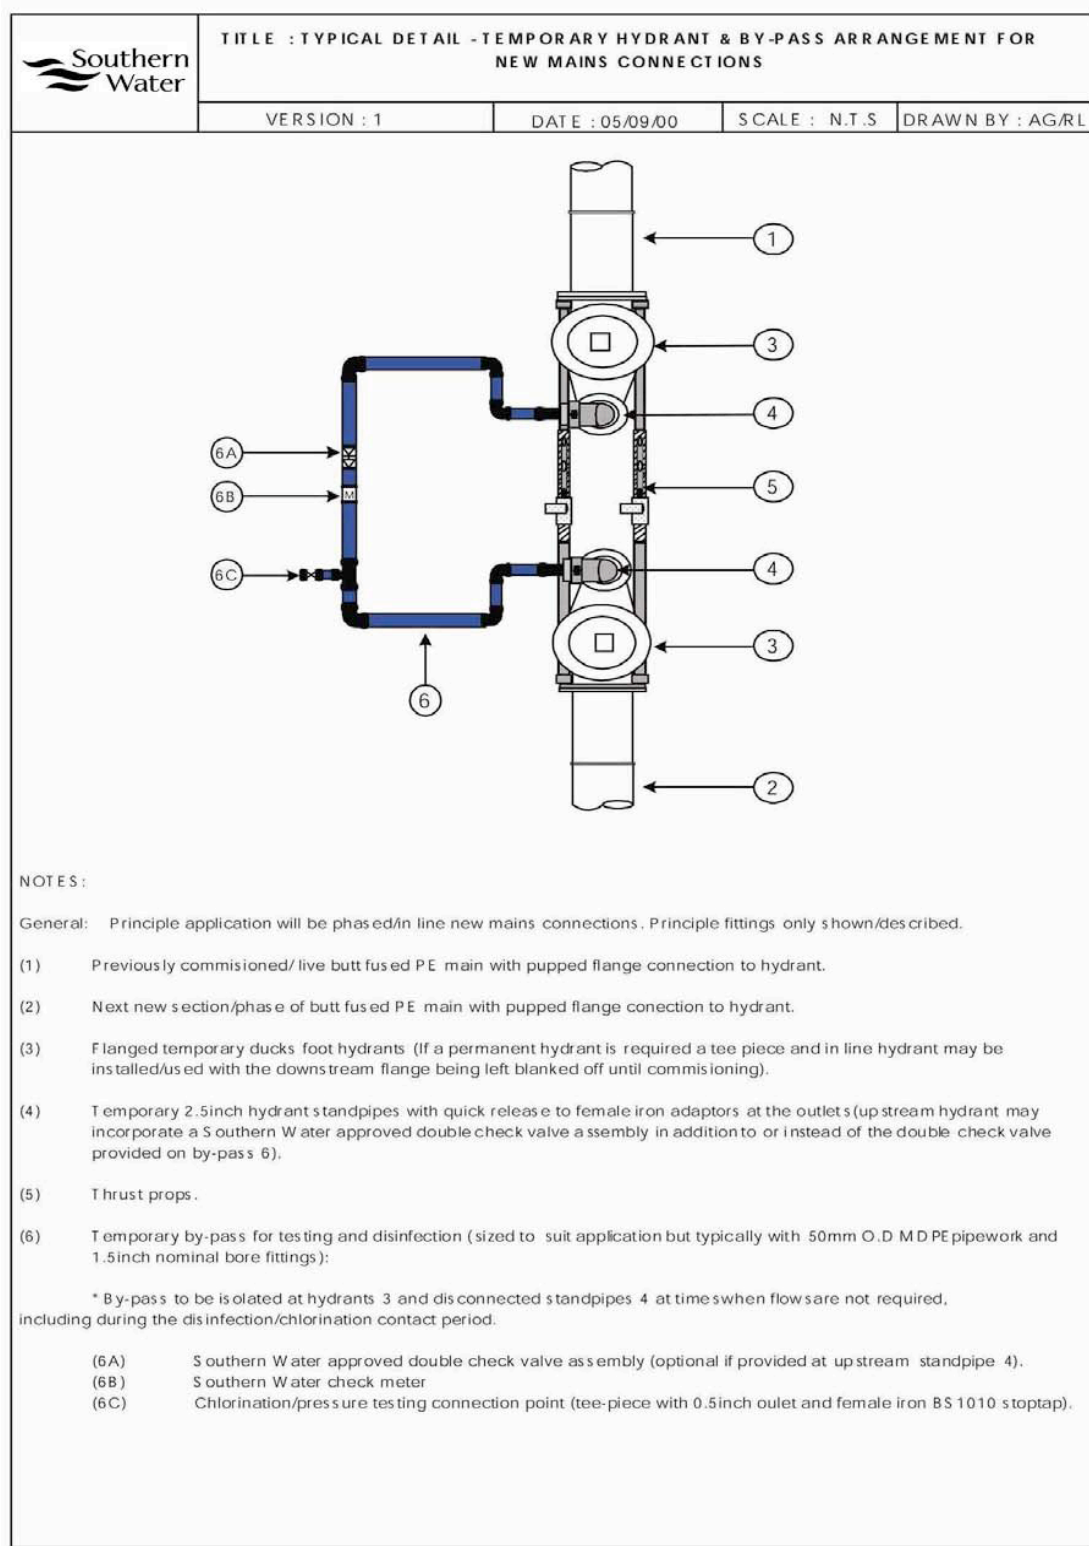 Southern
Water
TITLE : TYPICAL DETAIL - TEMPORARY HYDRANT & BY-PASS ARRANGEMENT FOR
NEW MAINS CONNECTIONS
VERSION : 1
DATE : 05/09/00
SCALE : N.T.S
DRAWN BY : AG/RL
1
3
4
6A
5
6B
M
6C
4
3
6
2
NOTES:
General: Principle application will be phased/in line new mains connections. Principle fittings only shown/described.
(1) Previously commisioned/ live butt fused PE main with pupped flange connection to hydrant.
(2) Next new section/phase of butt fused PE main with pupped flange conection to hydrant.
(3) Flanged temporary ducks foot hydrants (If a permanent hydrant is required a tee piece and in line hydrant may be
installed/used with the downstream flange being left blanked off until commisioning).
(4) Temporary 2.5inch hydrant standpipes with quick release to female iron adaptors at the outlets (upstream hydrant may
incorporate a Southern Water approved double check valve assembly in addition to or instead of the double check valve
provided on by-pass 6).
(5) Thrust props.
(6) Temporary by-pass for testing and disinfection (sized to suit application but typically with 50mm O.D MDPE pipework and
1.5inch nominal bore fittings):
* By-pass to be isolated at hydrants 3 and disconnected standpipes 4 at times when flows are not required,
including during the disinfection/chlorination contact period.
(6A) Southern Water approved double check valve assembly (optional if provided at upstream standpipe 4).
(6B) Southern Water check meter
(6C) Chlorination/pressure testing connection point (tee-piece with 0.5inch oulet and female iron BS1010 stoptap).